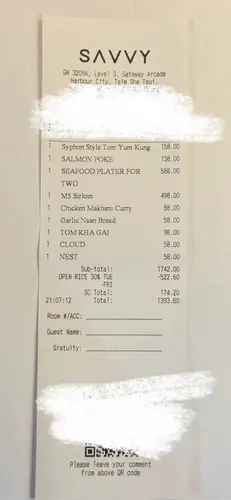 SAVVY
GW 3209A, Level 3, Gateway Arcade
Harbour City, Tsim Sha Tsui,
1 Syphon Style Tom Yum Kung 158.00
1 SALMON POKE 138.00
1 SEAFOOD PLATER FOR 588.00
TWO
1 M5 Sirloin 498.00
1 Chicken Makham Curry 88.00
1 Garlic Naan Bread 58.00
1 TOM KHA GAI 98.00
1 CLOUD 58.00
1 NEST 58.00
Sub-total: 1742.00
OPEN RICE 30% TUE -522.60
-FRI
SC Total: 174.20
21:07:12 Total: 1393.60
Room #/ACC:
Guest Name:
Gratuity:
Please leave your comment
from above QR code